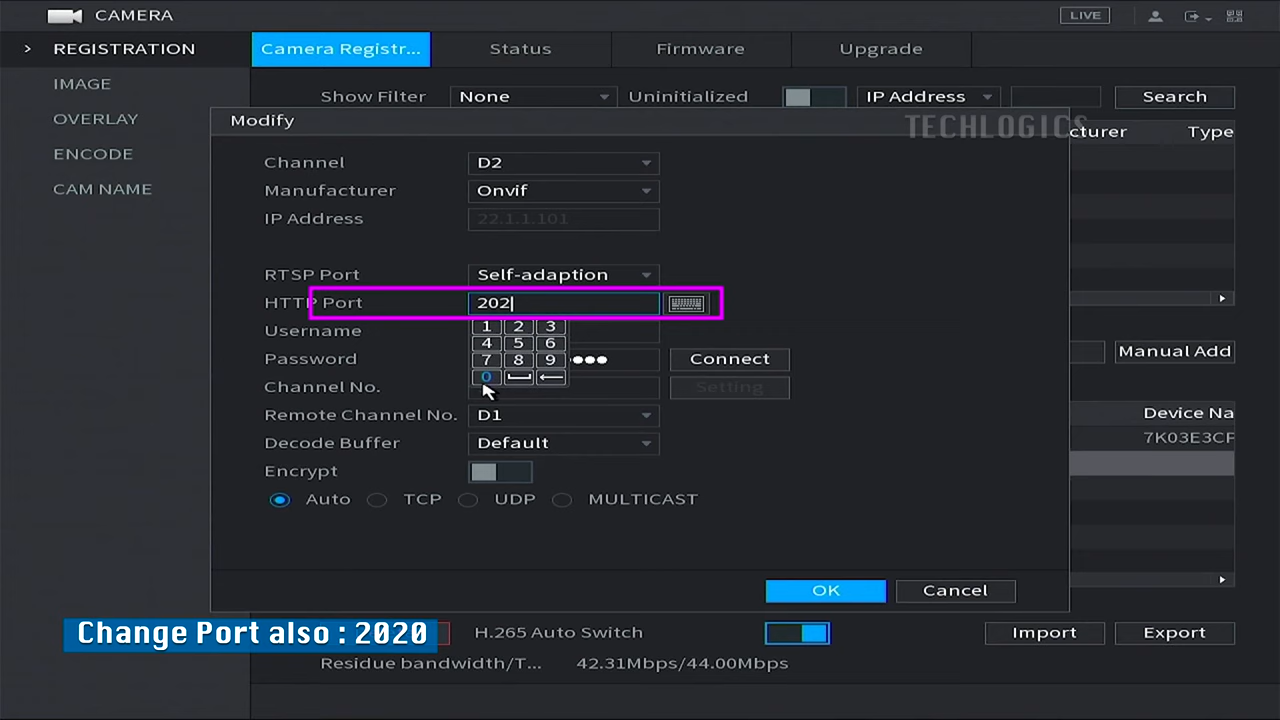 CAMERA
LIVE
> REGISTRATION
IMAGE
OVERLAY
ENCODE
CAM NAME
Camera Registr...
Status
Firmware
Upgrade
Show Filter
None
Uninitialized
IP Address
Search
Modify
TECHLOGICS
cturer
Type
Channel
D2
Manufacturer
Onvif
IP Address
22.1.1.101
RTSP Port
Self-adaption
HTTP Port
202
Username
1 2 3
4 5 6
7 8 9
0
Password
Connect
Channel No.
Setting
Remote Channel No.
D1
Decode Buffer
Default
Encrypt
Auto
TCP
UDP
MULTICAST
OK
Cancel
Manual Add
Device Na
7K03E3CF
Change Port also : 2020
H.265 Auto Switch
Import
Export
Residue bandwidth/T...
42.31Mbps/44.00Mbps